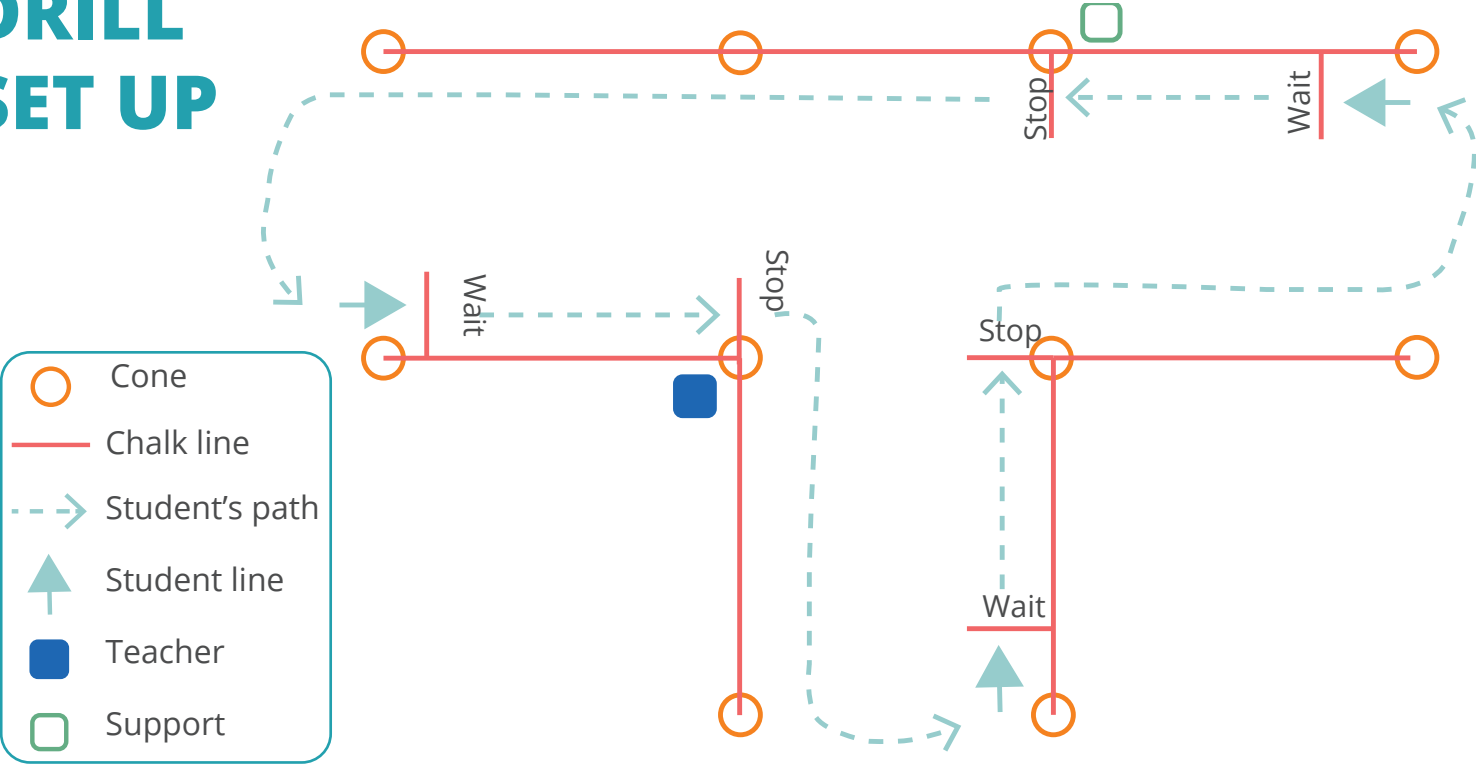 DRILL
SET UP
Stop
Wait
Wait
Stop
Stop
Wait
Cone
Chalk line
Student's path
Student line
Teacher
Support